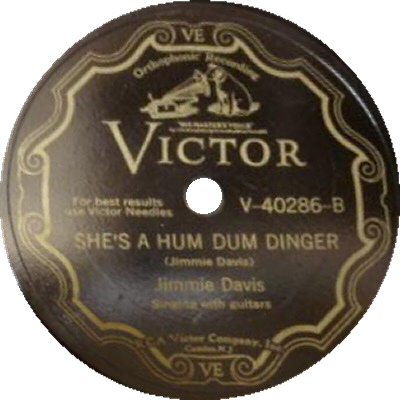 VE
Orthophonic Recording
"HIS MASTER'S VOICE"
VICTOR
For best results
use Victor Needles
V-40286-B
SHE'S A HUM DUM DINGER
(Jimmie Davis)
Jimmie Davis
Singing with guitars
RCA Victor Company, Inc.
Camden, N.J.
VE